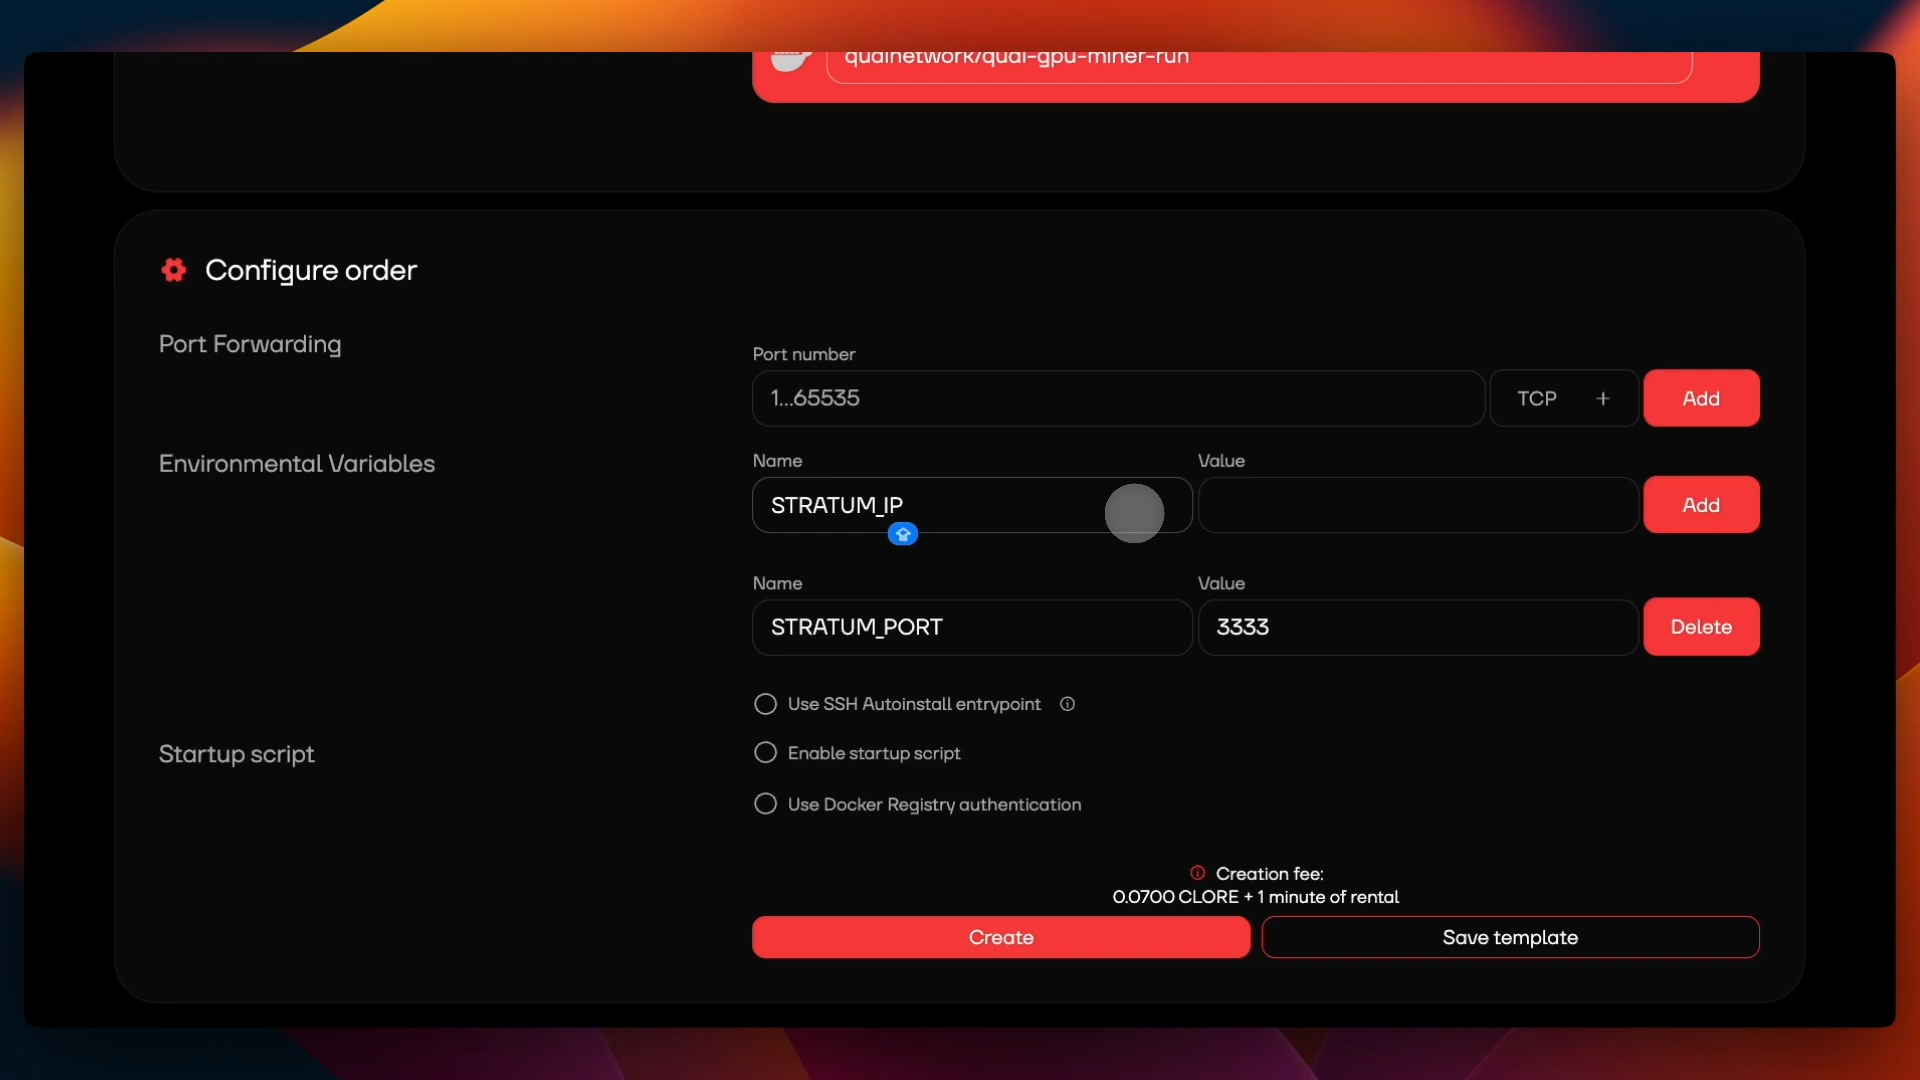 quainetwork/quai-gpu-miner-run
Configure order
Port Forwarding
Port number
1...65535
TCP +
Add
Environmental Variables
Name
Value
STRATUM_IP
Add
Name
Value
STRATUM_PORT
3333
Delete
Use SSH Autoinstall entrypoint
Startup script
Enable startup script
Use Docker Registry authentication
Creation fee:
0.0700 CLORE + 1 minute of rental
Create
Save template